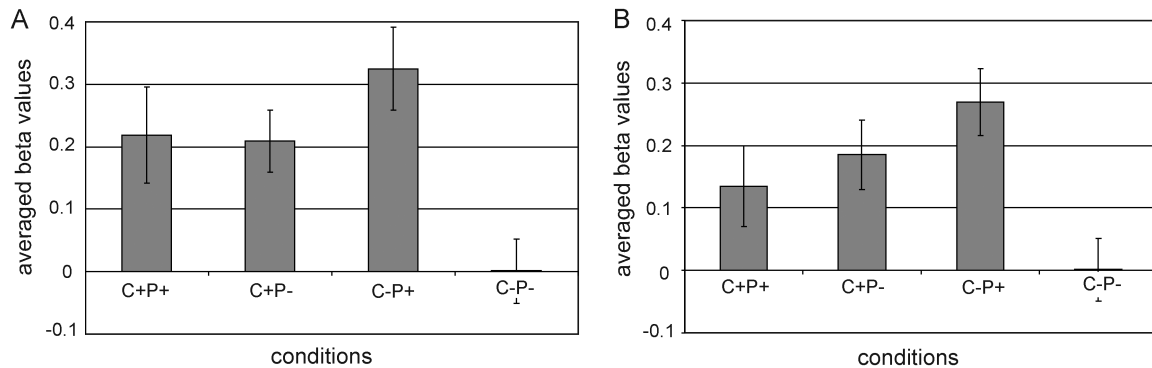 A
averaged beta values
0.4
0.3
0.2
0.1
0
-0.1
C+P+ C+P- C-P+ C-P-
conditions
B
averaged beta values
0.4
0.3
0.2
0.1
0
-0.1
C+P+ C+P- C-P+ C-P-
conditions